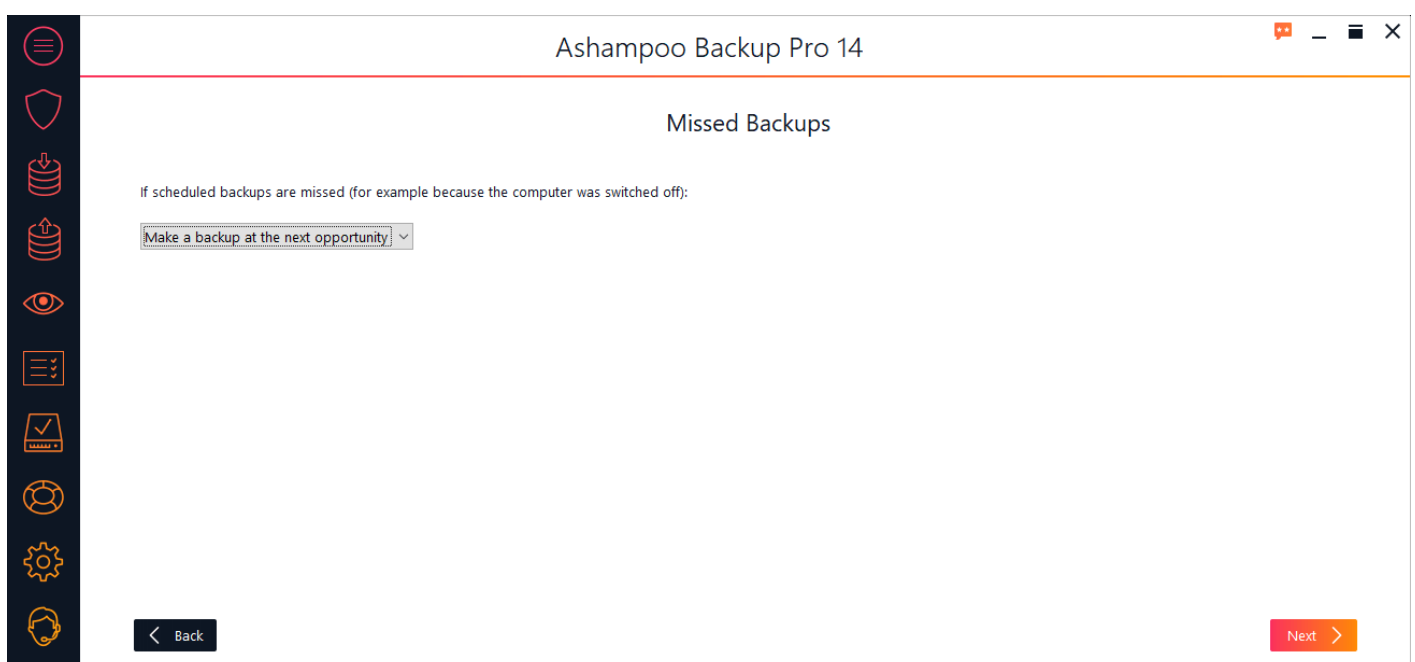 Ashampoo Backup Pro 14
Missed Backups
If scheduled backups are missed (for example because the computer was switched off):
Make a backup at the next opportunity
Back
Next